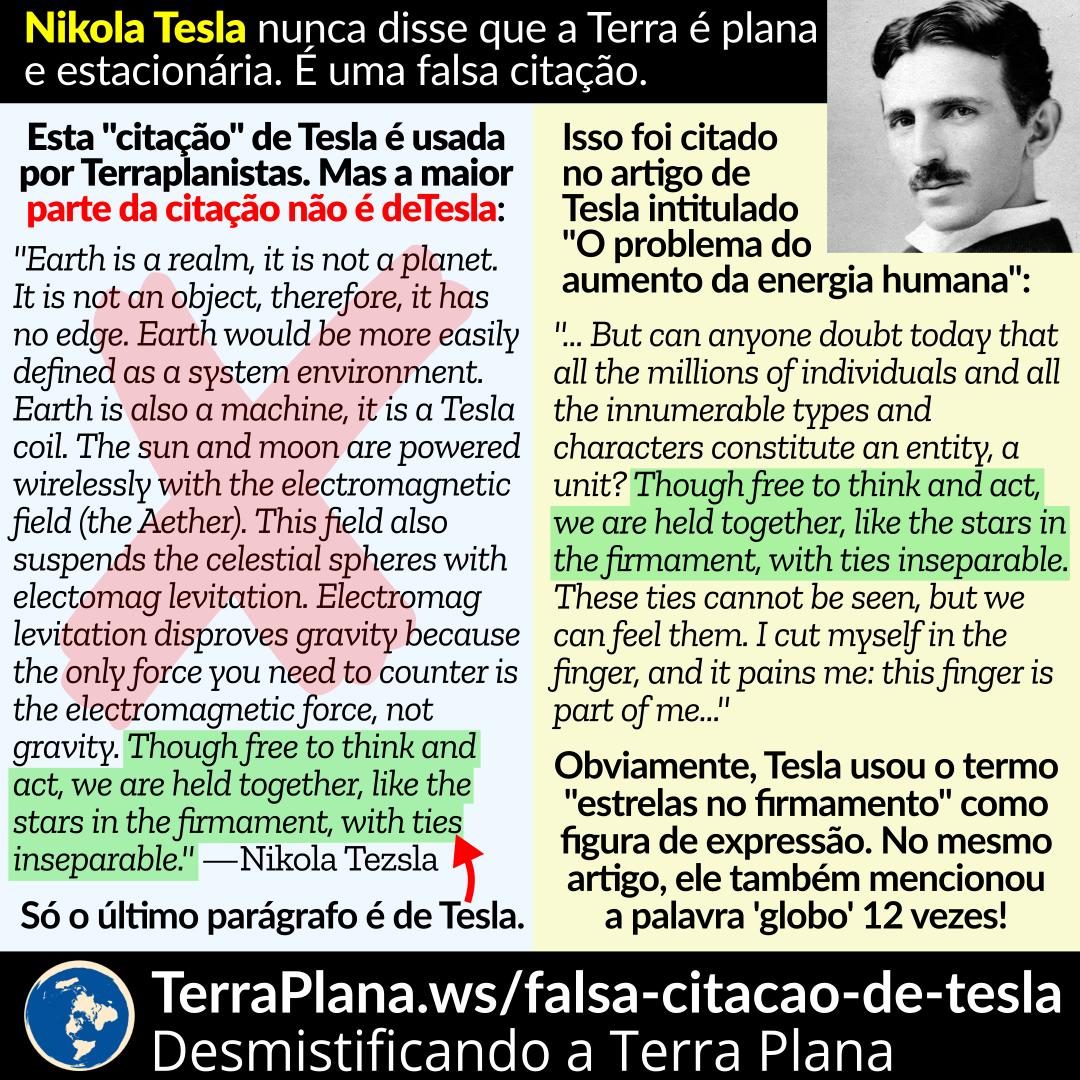 Nikola Tesla nunca disse que a Terra é plana
e estacionária. É uma falsa citação.
Esta "citação" de Tesla é usada
por Terraplanistas. Mas a maior
parte da citação não é deTesla:
"Earth is a realm, it is not a planet.
It is not an object, therefore, it has
no edge. Earth would be more easily
defined as a system environment.
Earth is also a machine, it is a Tesla
coil. The sun and moon are powered
wirelessly with the electromagnetic
field (the Aether). This field also
suspends the celestial spheres with
electomag levitation. Electromag
levitation disproves gravity because
the only force you need to counter is
the electromagnetic force, not
gravity. Though free to think and
act, we are held together, like the
stars in the firmament, with ties
inseparable." —Nikola Tezsla
Só o último parágrafo é de Tesla.
Isso foi citado
no artigo de
Tesla intitulado
"O problema do
aumento da energia humana":
"... But can anyone doubt today that
all the millions of individuals and all
the innumerable types and
characters constitute an entity, a
unit? Though free to think and act,
we are held together, like the stars in
the firmament, with ties inseparable.
These ties cannot be seen, but we
can feel them. I cut myself in the
finger, and it pains me: this finger is
part of me..."
Obviamente, Tesla usou o termo
"estrelas no firmamento" como
figura de expressão. No mesmo
artigo, ele também mencionou
a palavra 'globo' 12 vezes!
TerraPlana.ws/falsa-citacao-de-tesla
Desmistificando a Terra Plana